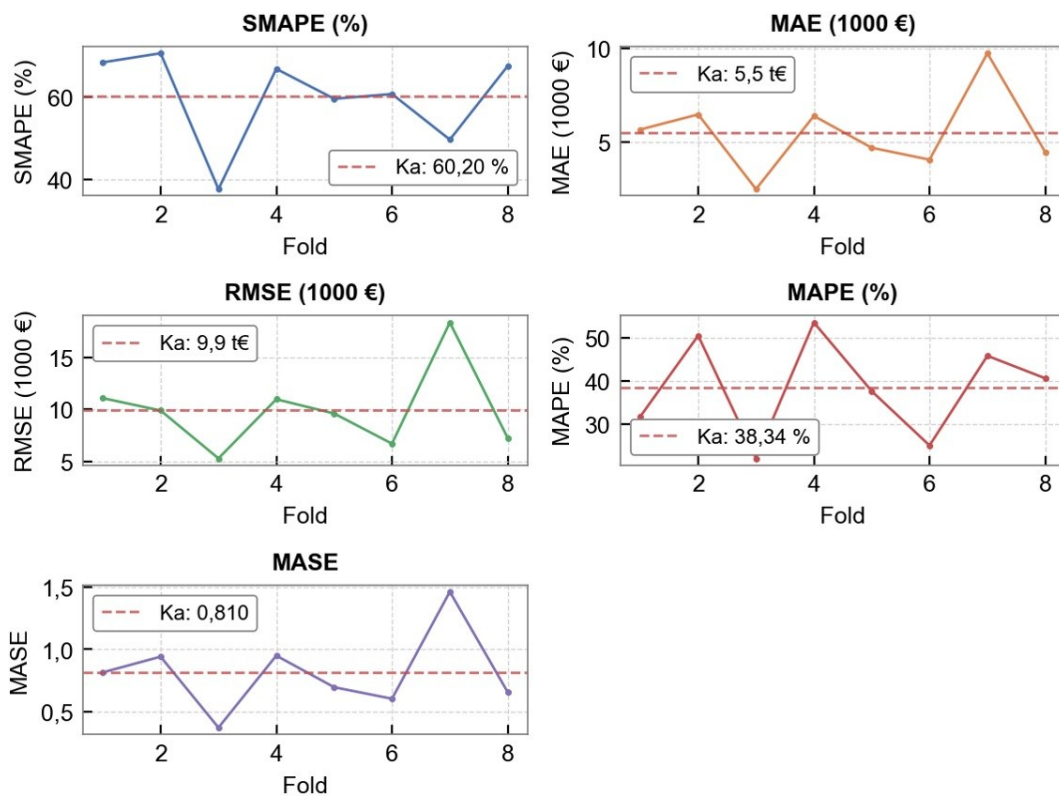 SMAPE (%)
SMAPE (%)
60
40
Ka: 60,20 %
2 4 6 8
Fold
MAE (1000 €)
MAE (1000 €)
10
5
Ka: 5,5 t€
2 4 6 8
Fold
RMSE (1000 €)
RMSE (1000 €)
15
10
5
Ka: 9,9 t€
2 4 6 8
Fold
MAPE (%)
MAPE (%)
50
40
30
Ka: 38,34 %
2 4 6 8
Fold
MASE
MASE
1,5
1,0
0,5
Ka: 0,810
2 4 6 8
Fold